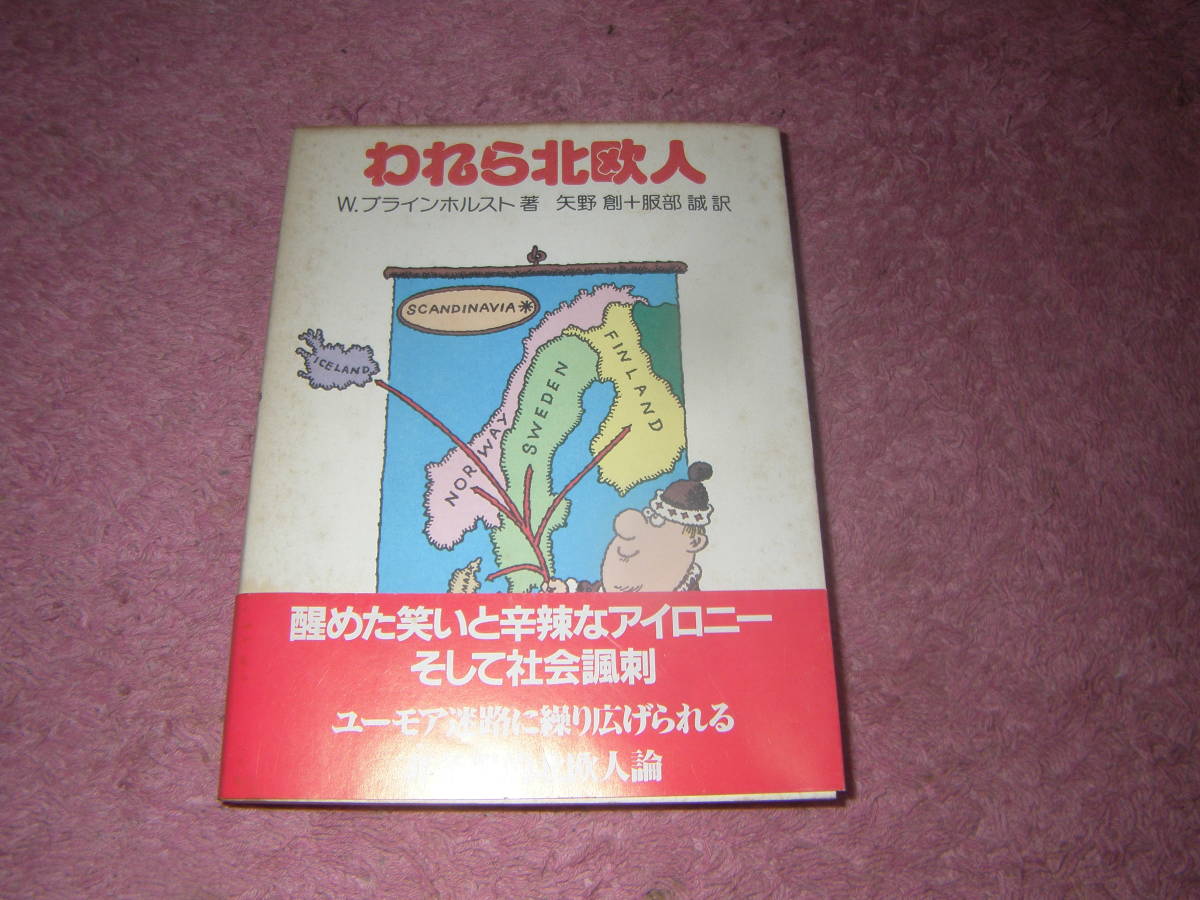 われら北欧人
W.ブラインホルスト著 矢野 創+服部 誠 訳
SCANDINAVIA*
ICELAND
NORWAY
SWEDEN
FINLAND
醒めた笑いと辛辣なアイロニー
そして社会諷刺
ユーモア迷路に繰り広げられる
欧人論